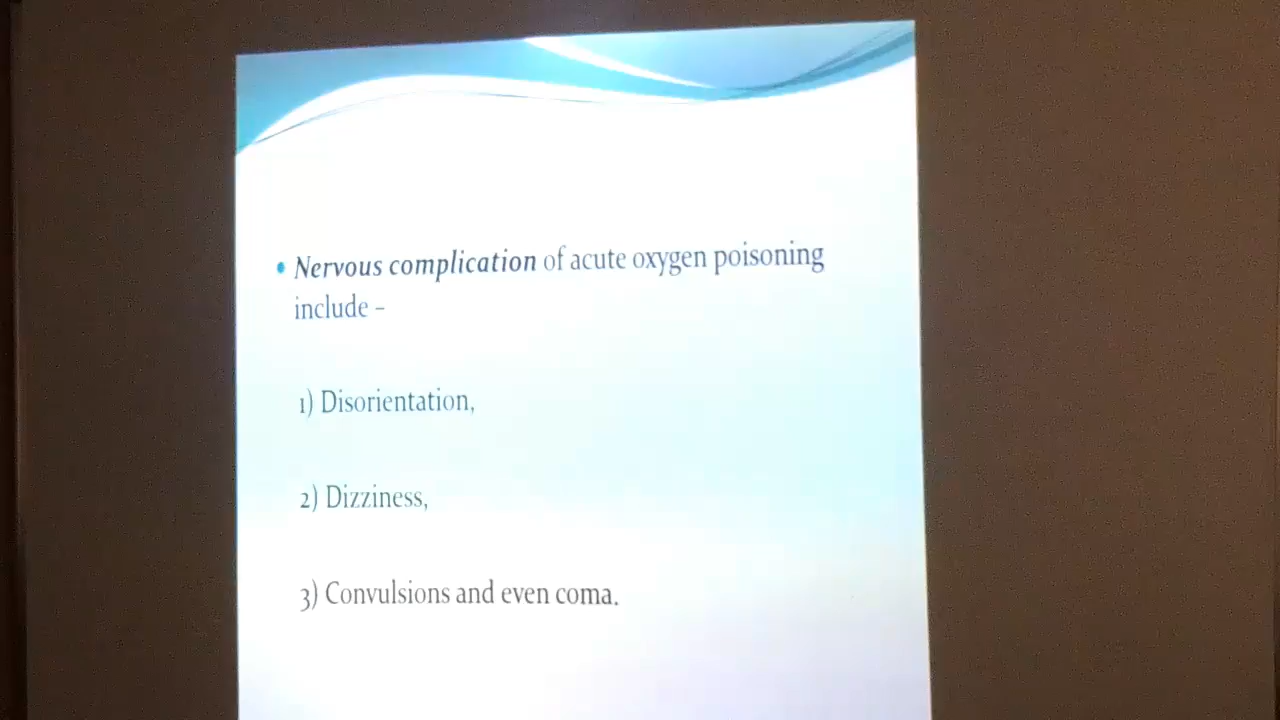 • Nervous complication of acute oxygen poisoning
include –
1) Disorientation,
2) Dizziness,
3) Convulsions and even coma.